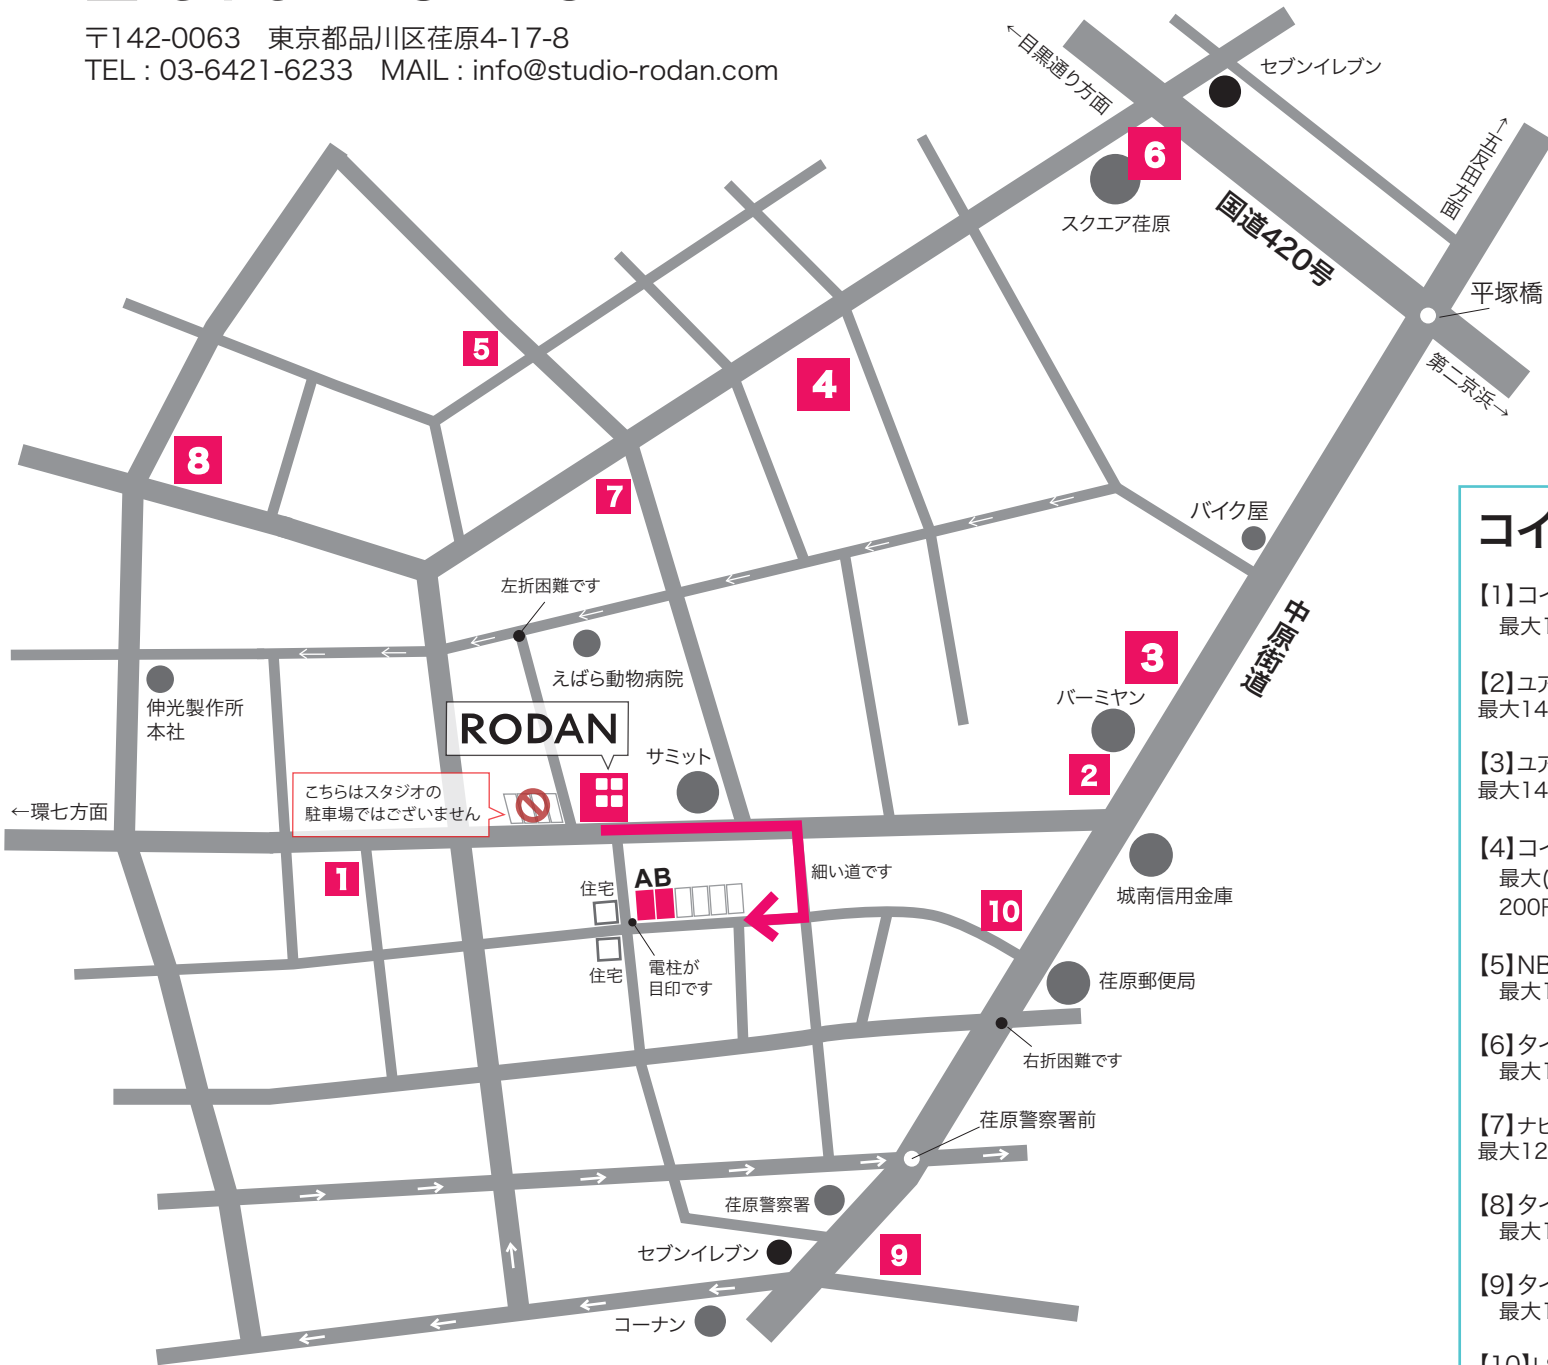 〒142-0063　東京都品川区荏原4-17-8
TEL : 03-6421-6233　MAIL : info@studio-rodan.com
←目黒通り方面
セブンイレブン
←五反田方面
6
スクエア荏原
国道420号
平塚橋
第二京浜→
5
4
8
7
バイク屋
左折困難です
えばら動物病院
中原街道
3
バーミヤン
伸光製作所
本社
RODAN
サミット
2
こちらはスタジオの
駐車場ではございません
←環七方面
1
AB
細い道です
住宅
10
城南信用金庫
住宅
電柱が
目印です
荏原郵便局
右折困難です
荏原警察署前
荏原警察署
セブンイレブン
9
コーナン
コイ
【1】コイ
最大1
【2】ユア
最大14
【3】ユア
最大14
【4】コイ
最大(
200円
【5】NE
最大1
【6】タイ
最大1
【7】ナビ
最大12
【8】タイ
最大1
【9】タイ
最大1